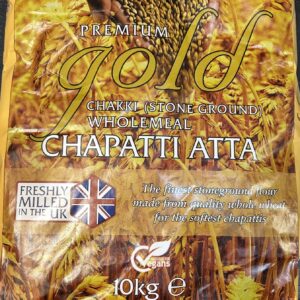 PREMIUM
gold
CHAKKI (STONE GROUND)
WHOLEMEAL
CHAPATTI ATTA
FRESHLY
MILLED
IN THE UK
The finest stoneground flour
made from quality whole wheat
for the softest chapattis
Vegans
10kg ℮